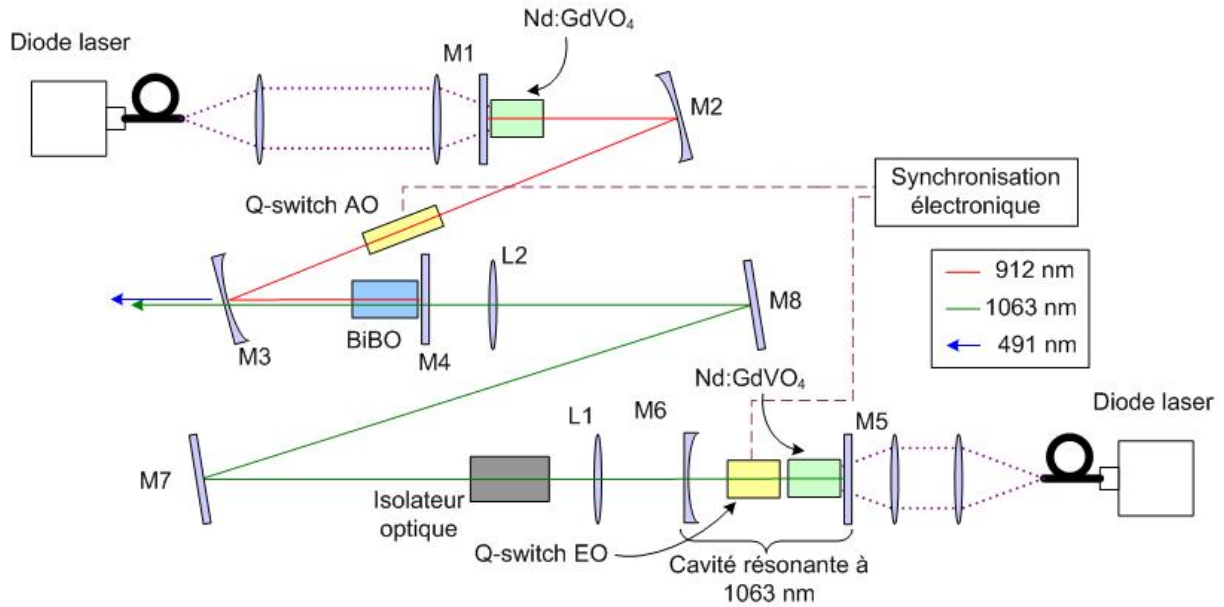 Nd:GdVO₄
Diode laser
M1
M2
Q-switch AO
Synchronisation
électronique
L2
M8
912 nm
1063 nm
491 nm
BiBO
M3
M4
Nd:GdVO₄
Diode laser
M5
M6
L1
M7
Isolateur
optique
Q-switch EO
Cavité résonante à
1063 nm